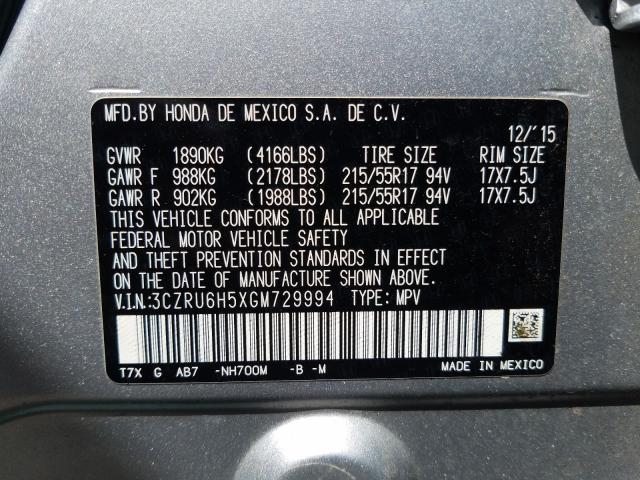 MFD.BY HONDA DE MEXICO S.A. DE C.V.
12/'15
GVWR 1890KG (4166LBS) TIRE SIZE RIM SIZE
GAWR F 988KG (2178LBS) 215/55R17 94V 17X7.5J
GAWR R 902KG (1988LBS) 215/55R17 94V 17X7.5J
THIS VEHICLE CONFORMS TO ALL APPLICABLE
FEDERAL MOTOR VEHICLE SAFETY
AND THEFT PREVENTION STANDARDS IN EFFECT
ON THE DATE OF MANUFACTURE SHOWN ABOVE.
V.I.N:3CZRU6H5XGM729994 TYPE: MPV
T7X G AB7 -NH700M -B -M MADE IN MEXICO